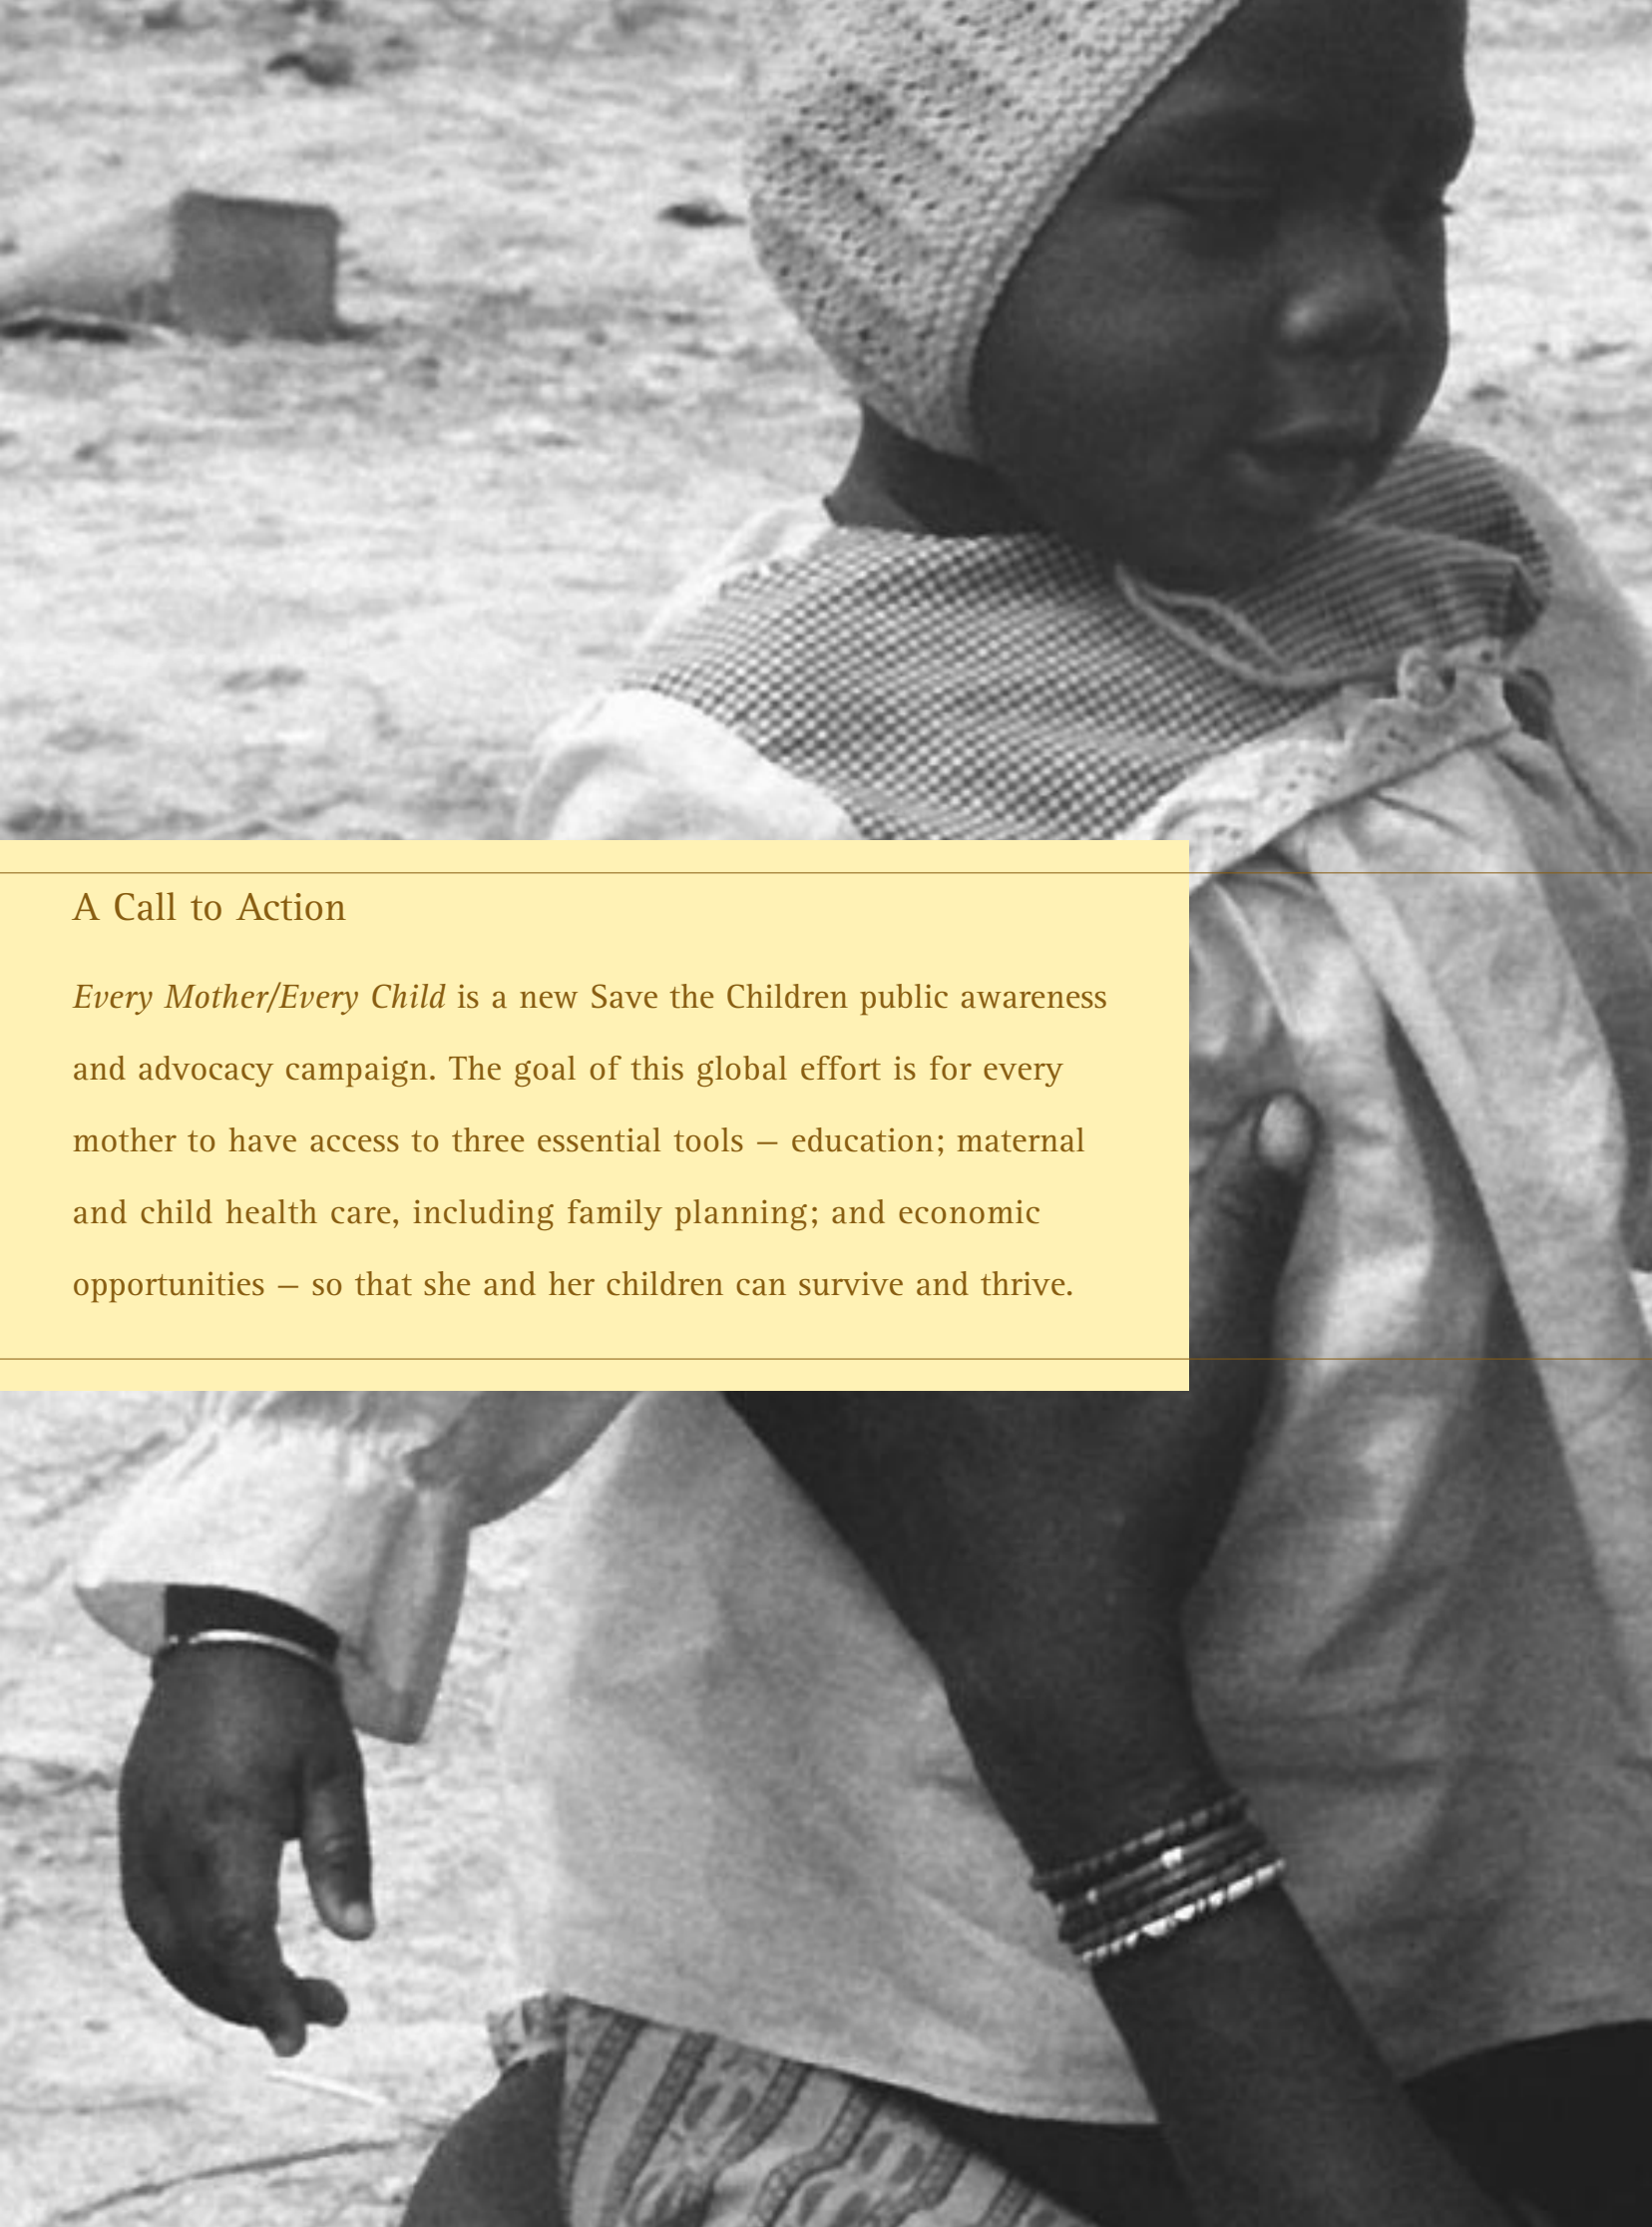 A Call to Action
Every Mother/Every Child is a new Save the Children public awareness
and advocacy campaign. The goal of this global effort is for every
mother to have access to three essential tools – education; maternal
and child health care, including family planning; and economic
opportunities – so that she and her children can survive and thrive.